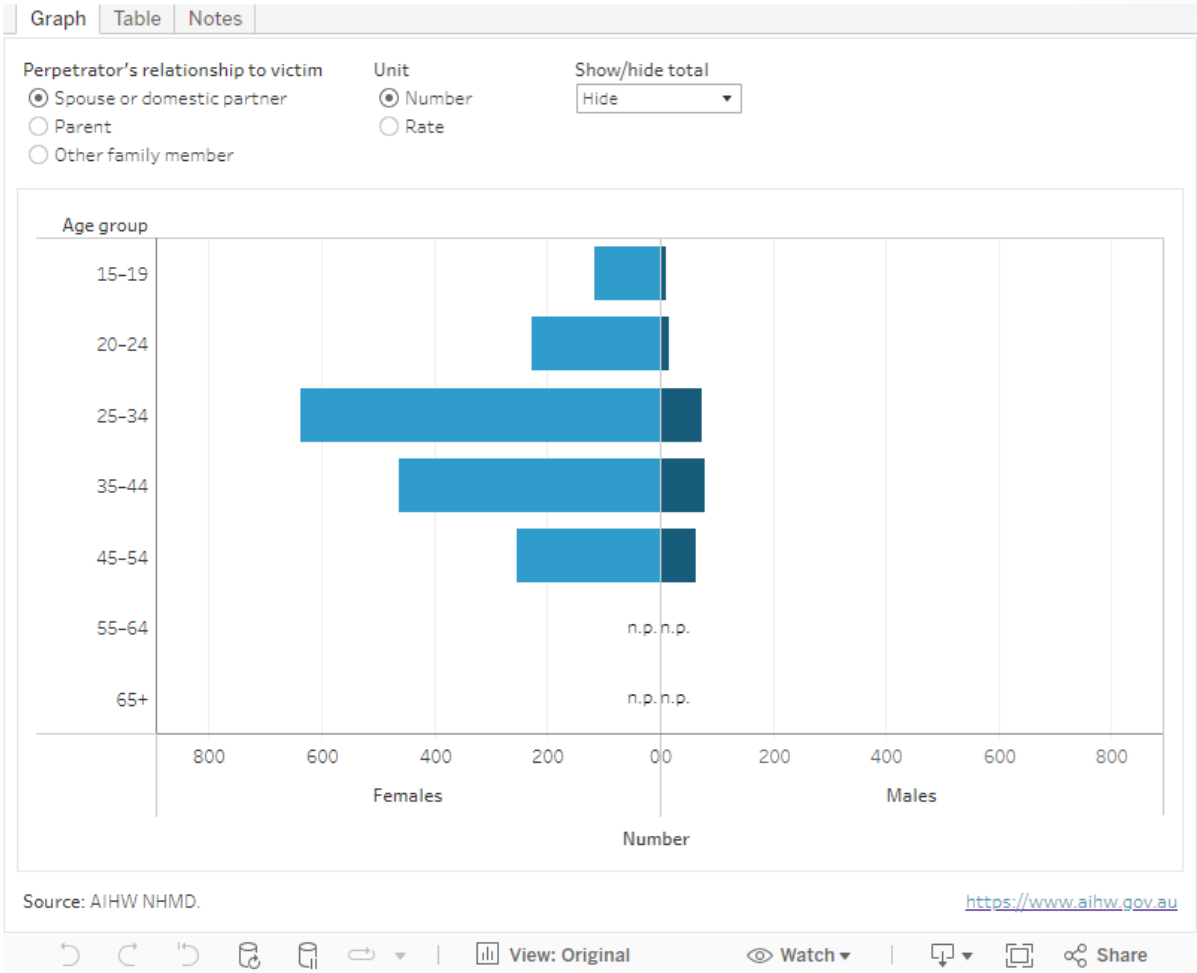 Graph Table Notes
Perpetrator's relationship to victim Unit Show/hide total
Spouse or domestic partner Number Hide
Parent Rate
Other family member
Age group
15–19
20–24
25–34
35–44
45–54
55–64 n.p. n.p.
65+ n.p. n.p.
800 600 400 200 0 0 200 400 600 800
Females Males
Number
Source: AIHW NHMD. https://www.aihw.gov.au
View: Original Watch Share